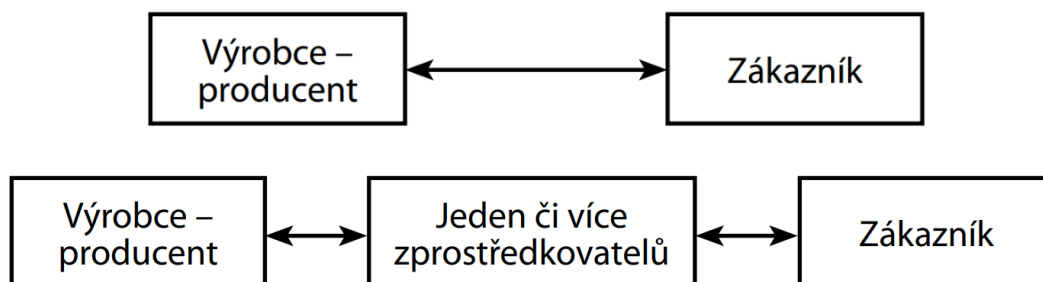 Výrobce –
producent
Zákazník
Výrobce –
producent
Jeden či více
zprostředkovatelů
Zákazník